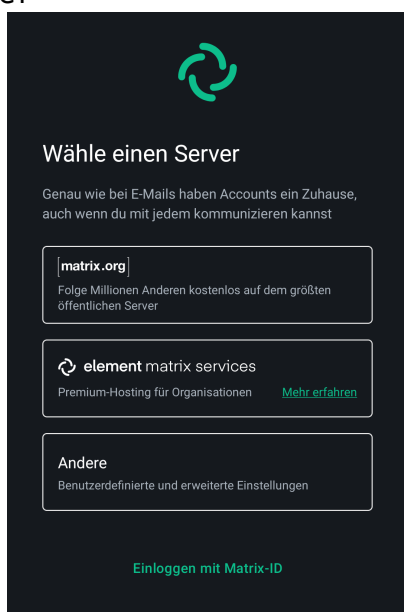 Wähle einen Server
Genau wie bei E-Mails haben Accounts ein Zuhause,
auch wenn du mit jedem kommunizieren kannst
[matrix.org]
Folge Millionen Anderen kostenlos auf dem größten
öffentlichen Server
element matrix services
Premium-Hosting für Organisationen Mehr erfahren
Andere
Benutzerdefinierte und erweiterte Einstellungen
Einloggen mit Matrix-ID